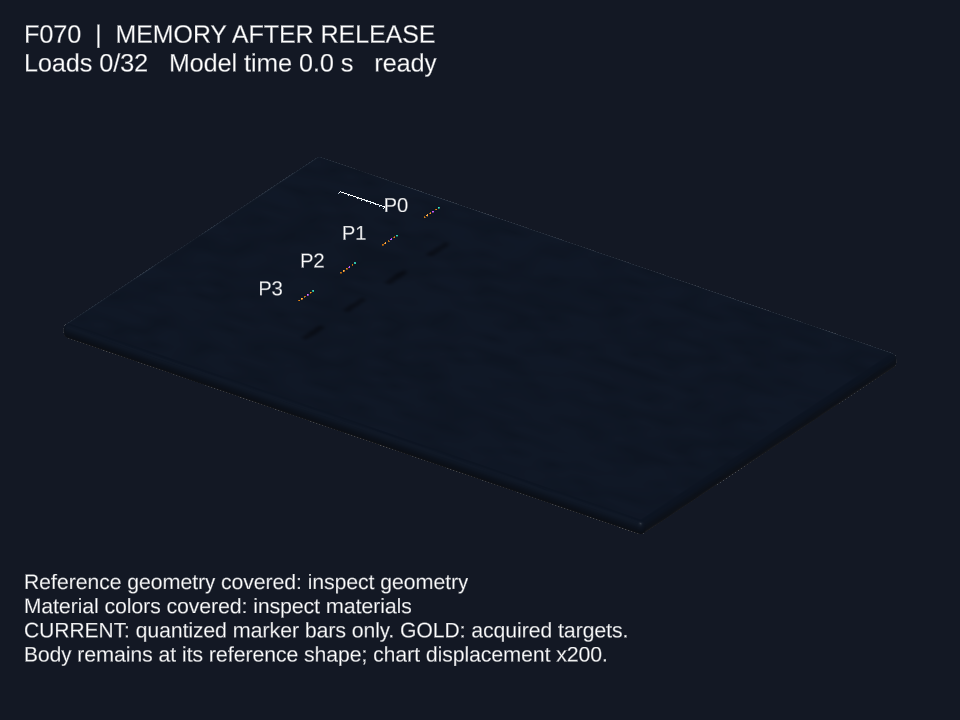 F070 | MEMORY AFTER RELEASE
Loads 0/32 Model time 0.0 s ready
P0
P1
P2
P3
Reference geometry covered: inspect geometry
Material colors covered: inspect materials
CURRENT: quantized marker bars only. GOLD: acquired targets.
Body remains at its reference shape; chart displacement x200.